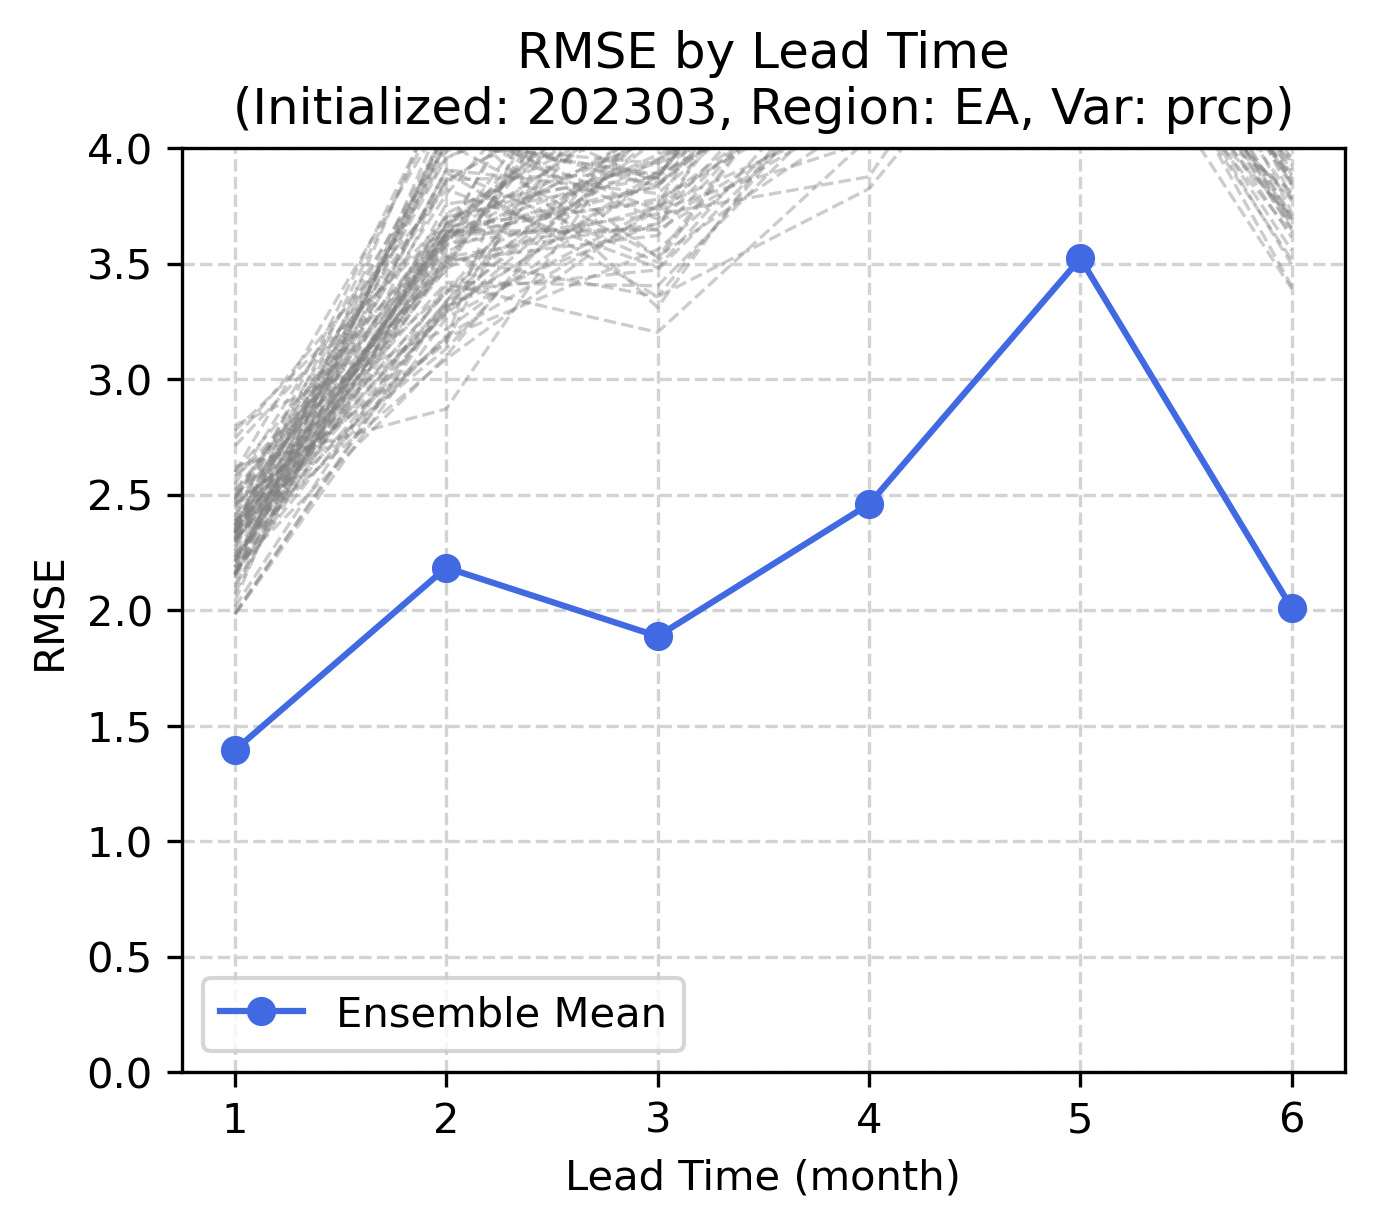 RMSE by Lead Time
(Initialized: 202303, Region: EA, Var: prcp)
4.0
3.5
3.0
2.5
2.0
1.5
1.0
0.5
0.0
RMSE
Ensemble Mean
1 2 3 4 5 6
Lead Time (month)